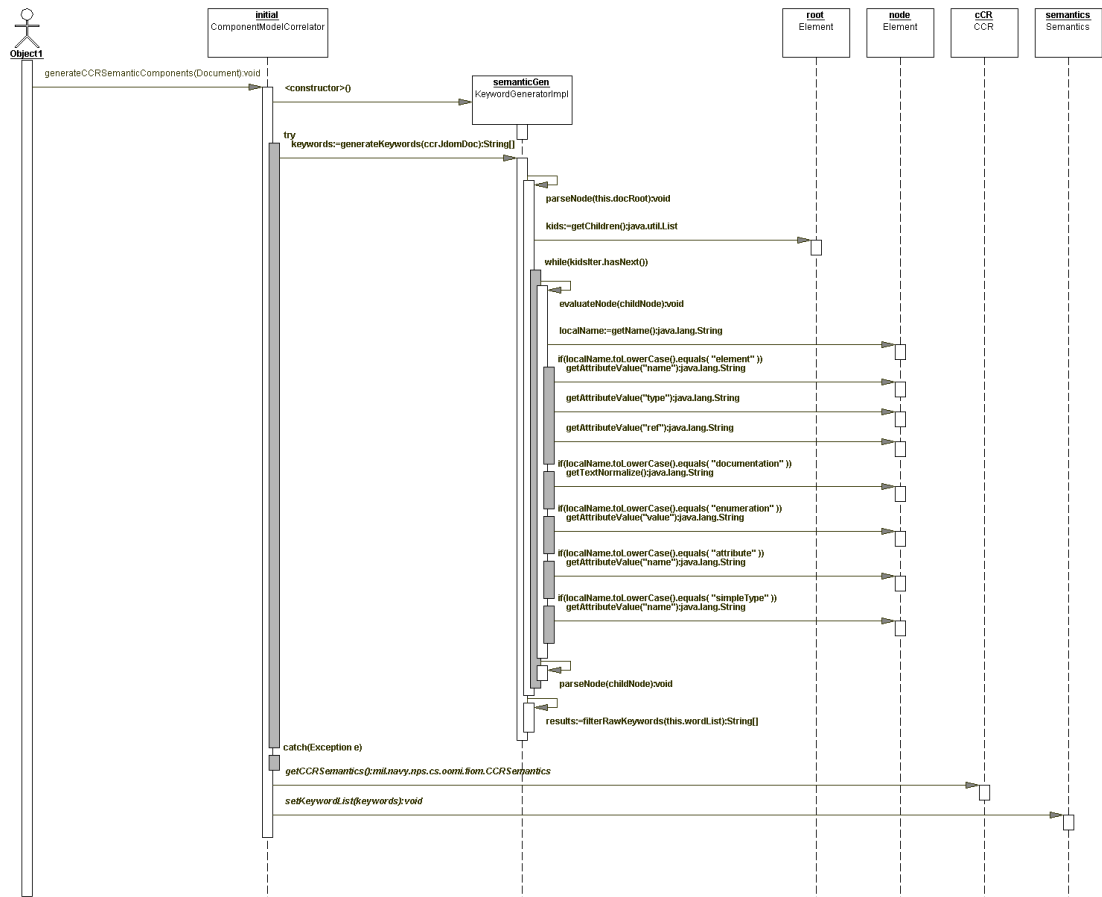 initial
ComponentModelCorrelator
root
Element
node
Element
cCR
CCR
semantics
Semantics
Object1
generateCCRSemanticComponents(Document):void
<constructor>()
semanticGen
KeywordGeneratorImpl
try
keywords:=generateKeywords(ccrJdomDoc):String[]
parseNode(this.docRoot):void
kids:=getChildren():java.util.List
while(kidsIter.hasNext())
evaluateNode(childNode):void
localName:=getName():java.lang.String
if(localName.toLowerCase().equals( "element" ))
getAttributeValue("name"):java.lang.String
getAttributeValue("type"):java.lang.String
getAttributeValue("ref"):java.lang.String
if(localName.toLowerCase().equals( "documentation" ))
getTextNormalize():java.lang.String
if(localName.toLowerCase().equals( "enumeration" ))
getAttributeValue("value"):java.lang.String
if(localName.toLowerCase().equals( "attribute" ))
getAttributeValue("name"):java.lang.String
if(localName.toLowerCase().equals( "simpleType" ))
getAttributeValue("name"):java.lang.String
parseNode(childNode):void
results:=filterRawKeywords(this.wordList):String[]
catch(Exception e)
getCCRSemantics():mil.navy.nps.cs.oomi.fiom.CCRSemantics
setKeywordList(keywords):void